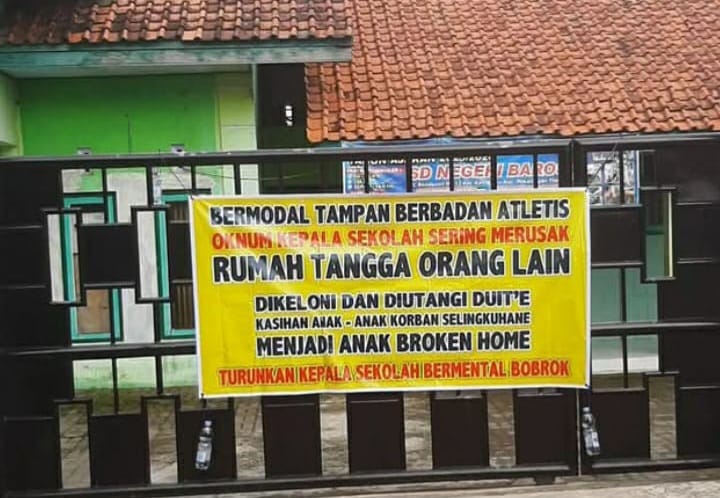 SD NEGERI BARO
BERMODAL TAMPAN BERBADAN ATLETIS
OKNUM KEPALA SEKOLAH SERING MERUSAK
RUMAH TANGGA ORANG LAIN
DIKELONI DAN DIUTANGI DUIT'E
KASIHAN ANAK - ANAK KORBAN SELINGKUHANE
MENJADI ANAK BROKEN HOME
TURUNKAN KEPALA SEKOLAH BERMENTAL BOBROK